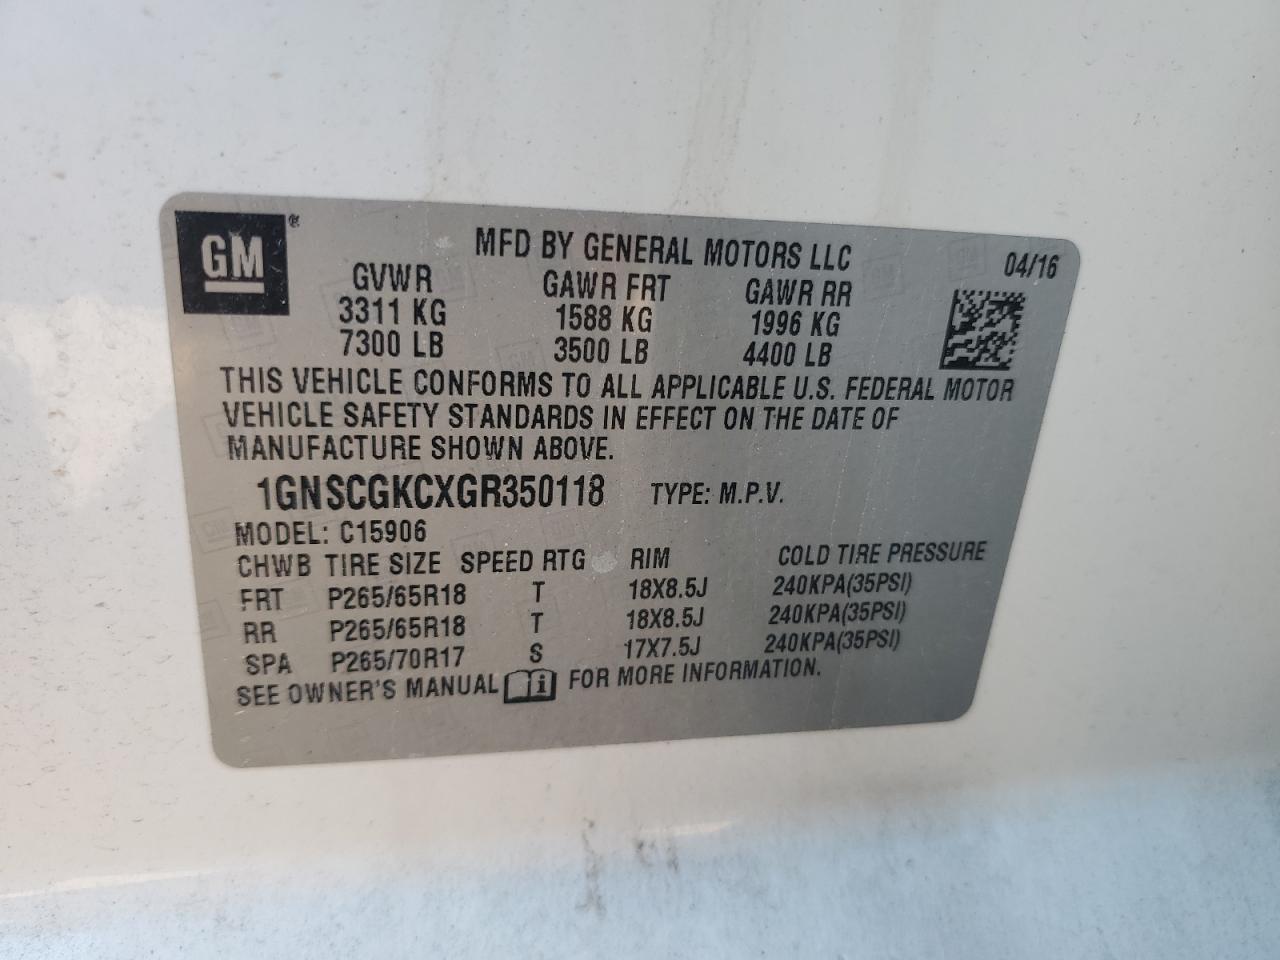 GM®
MFD BY GENERAL MOTORS LLC 04/16
GVWR GAWR FRT GAWR RR
3311 KG 1588 KG 1996 KG
7300 LB 3500 LB 4400 LB
THIS VEHICLE CONFORMS TO ALL APPLICABLE U.S. FEDERAL MOTOR
VEHICLE SAFETY STANDARDS IN EFFECT ON THE DATE OF
MANUFACTURE SHOWN ABOVE.
1GNSCGKCXGR350118 TYPE: M.P.V.
MODEL: C15906
CHWB TIRE SIZE SPEED RTG RIM COLD TIRE PRESSURE
FRT P265/65R18 T 18X8.5J 240KPA(35PSI)
RR P265/65R18 T 18X8.5J 240KPA(35PSI)
SPA P265/70R17 S 17X7.5J 240KPA(35PSI)
SEE OWNER'S MANUAL i FOR MORE INFORMATION.